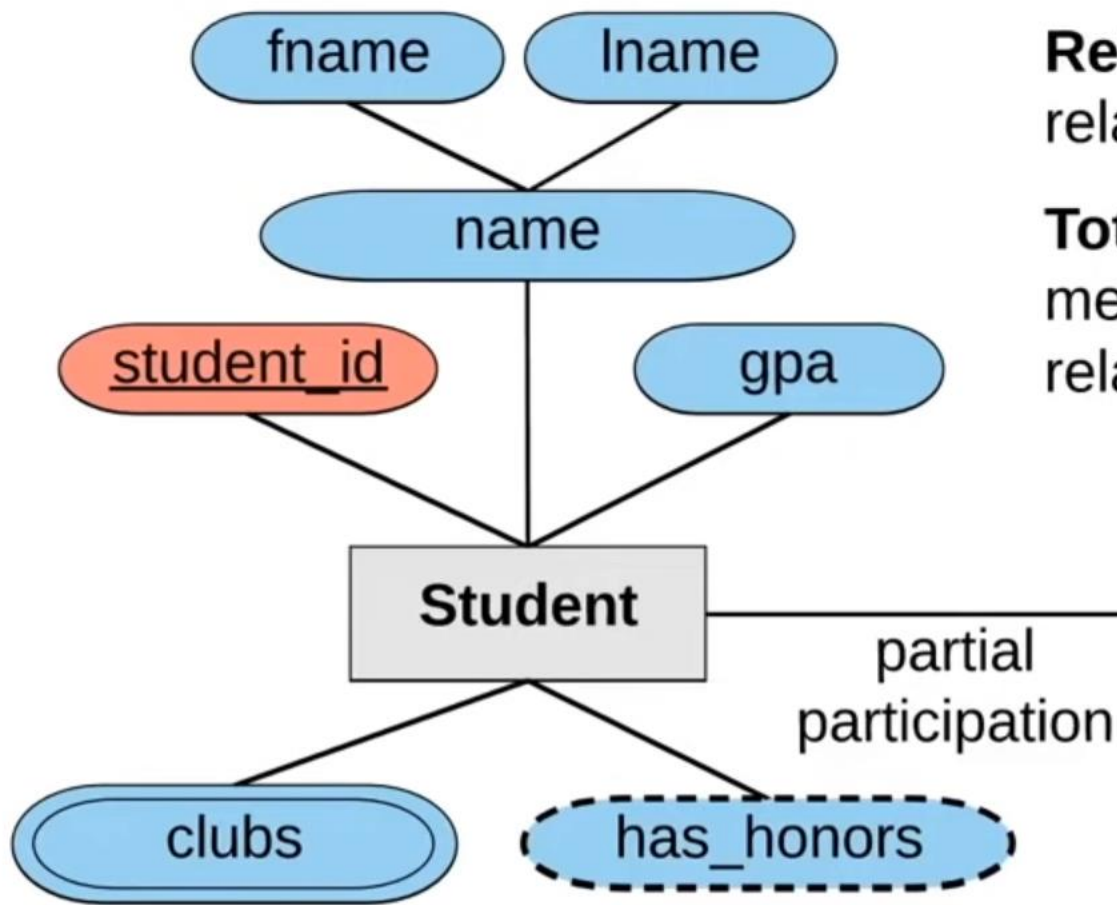 fname
lname
name
student_id
gpa
Student
partial
participation
clubs
has_honors
Re
rela
Tot
me
rela